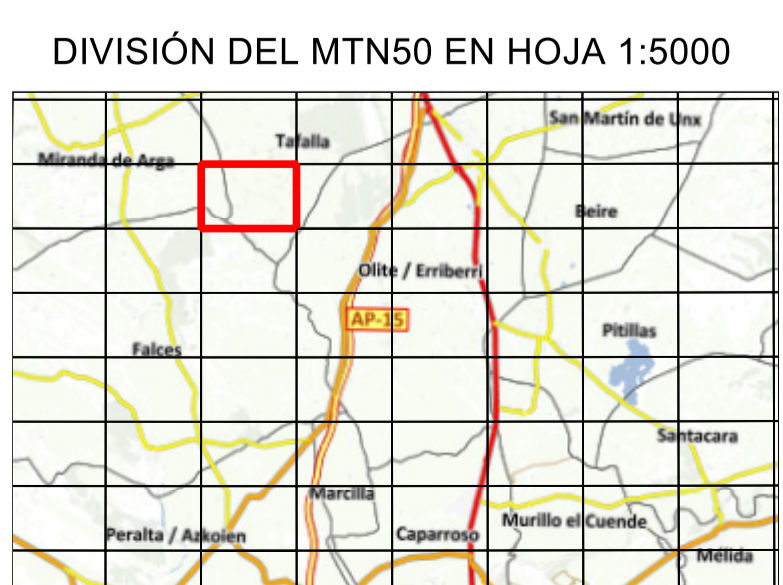 DIVISIÓN DEL MTN50 EN HOJA 1:5000
San Martín de Unx
Tafalla
Miranda de Arga
Beire
Olite / Erriberri
AP-15
Pitillas
Falces
Santacara
Marcilla
Murillo el Cuende
Peralta / Azkoien
Caparroso
Mélida